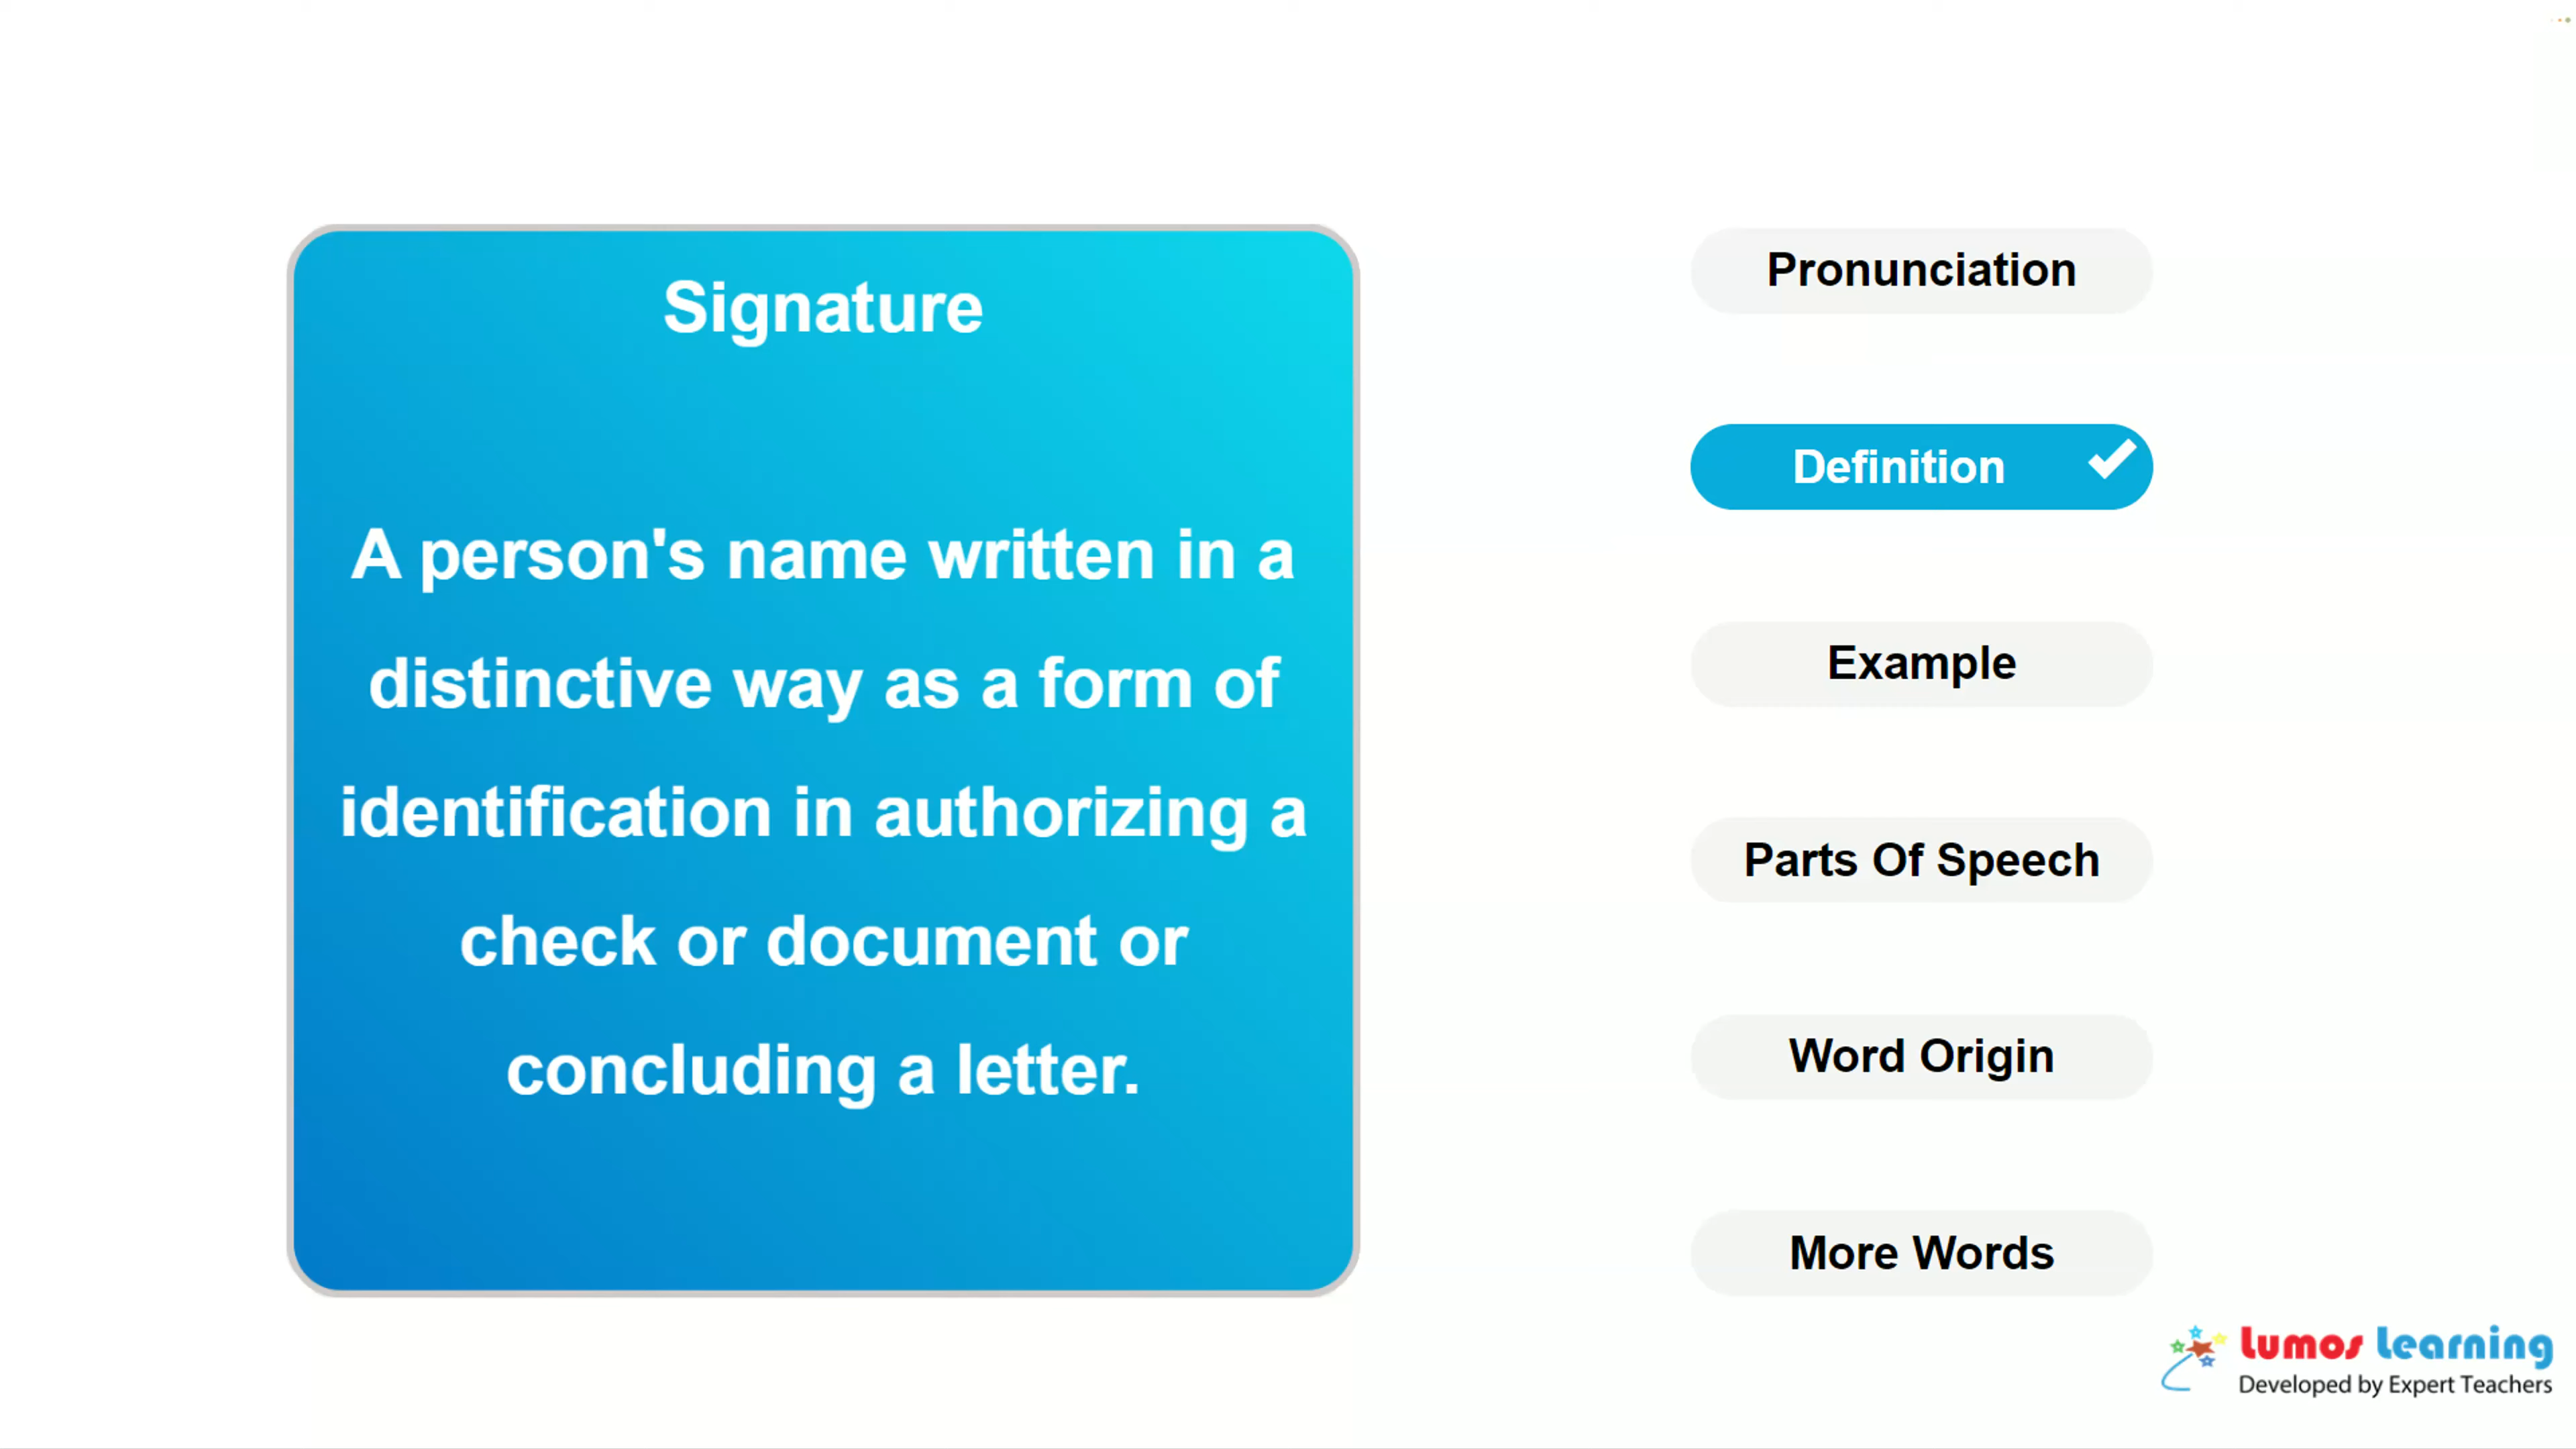 Signature
A person's name written in a
distinctive way as a form of
identification in authorizing a
check or document or
concluding a letter.
Pronunciation
Definition
Example
Parts Of Speech
Word Origin
More Words
Lumos Learning
Developed by Expert Teachers